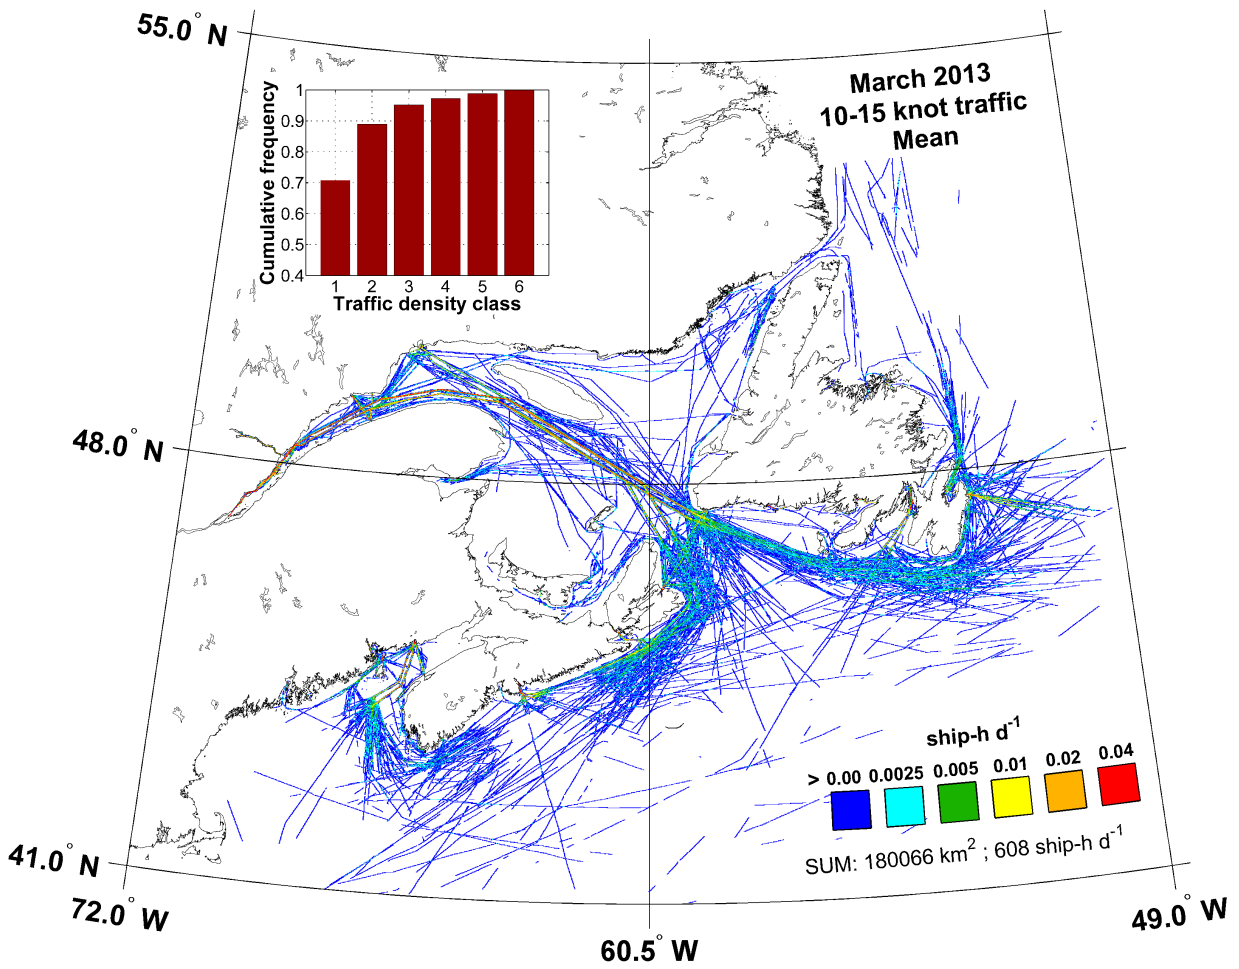 55.0° N
March 2013
10-15 knot traffic
Mean
Cumulative frequency
1
0.9
0.8
0.7
0.6
0.5
0.4
1 2 3 4 5 6
Traffic density class
48.0° N
ship-h d-1
> 0.00 0.0025 0.005 0.01 0.02 0.04
SUM: 180066 km2 ; 608 ship-h d-1
41.0° N
72.0° W
60.5° W
49.0° W